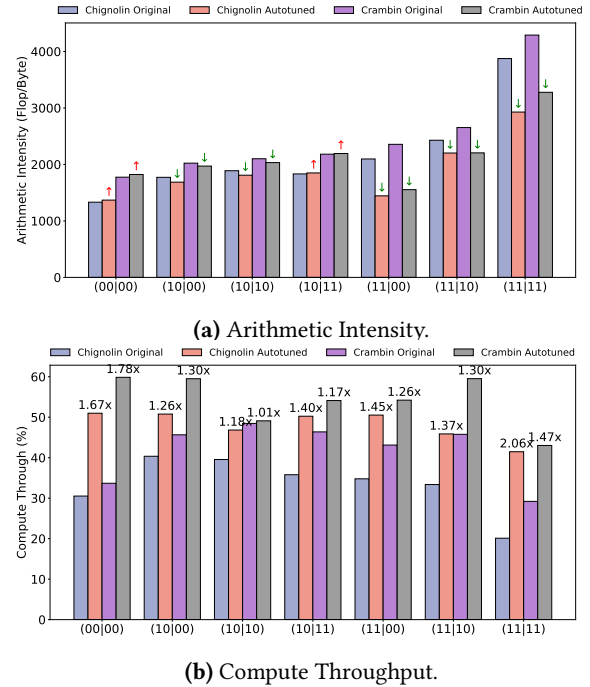 Chignolin Original Chignolin Autotuned Crambin Original Crambin Autotuned
Arithmetic Intensity (Flop/Byte)
4000
3000
2000
1000
0
↑ ↑ ↓ ↓ ↓ ↓ ↑ ↑ ↓ ↓ ↓ ↓ ↓ ↓
(00|00) (10|00) (10|10) (10|11) (11|00) (11|10) (11|11)
(a) Arithmetic Intensity.
Chignolin Original Chignolin Autotuned Crambin Original Crambin Autotuned
Compute Through (%)
60
50
40
30
20
10
0
1.67x 1.78x 1.26x 1.30x 1.18x 1.01x 1.40x 1.17x 1.45x 1.26x 1.37x 1.30x 2.06x 1.47x
(00|00) (10|00) (10|10) (10|11) (11|00) (11|10) (11|11)
(b) Compute Throughput.